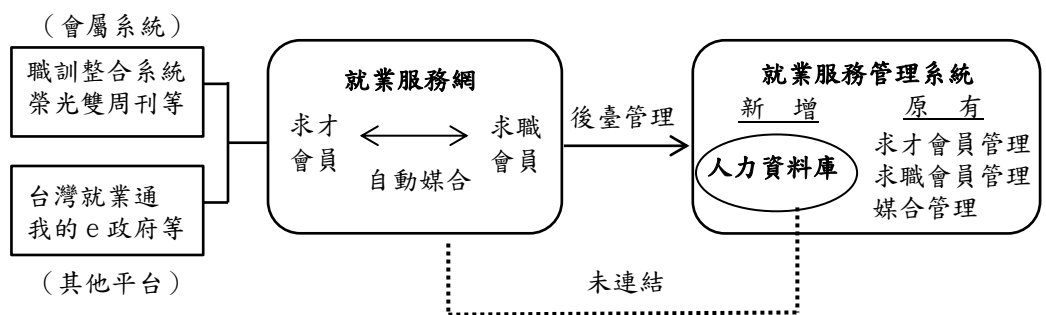 （會屬系統）
職訓整合系統
榮光雙周刊等
台灣就業通
我的 e 政府等
（其他平台）
就業服務網
求才
會員
求職
會員
自動媒合
後臺管理
就業服務管理系統
新 增
人力資料庫
原 有
求才會員管理
求職會員管理
媒合管理
未連結